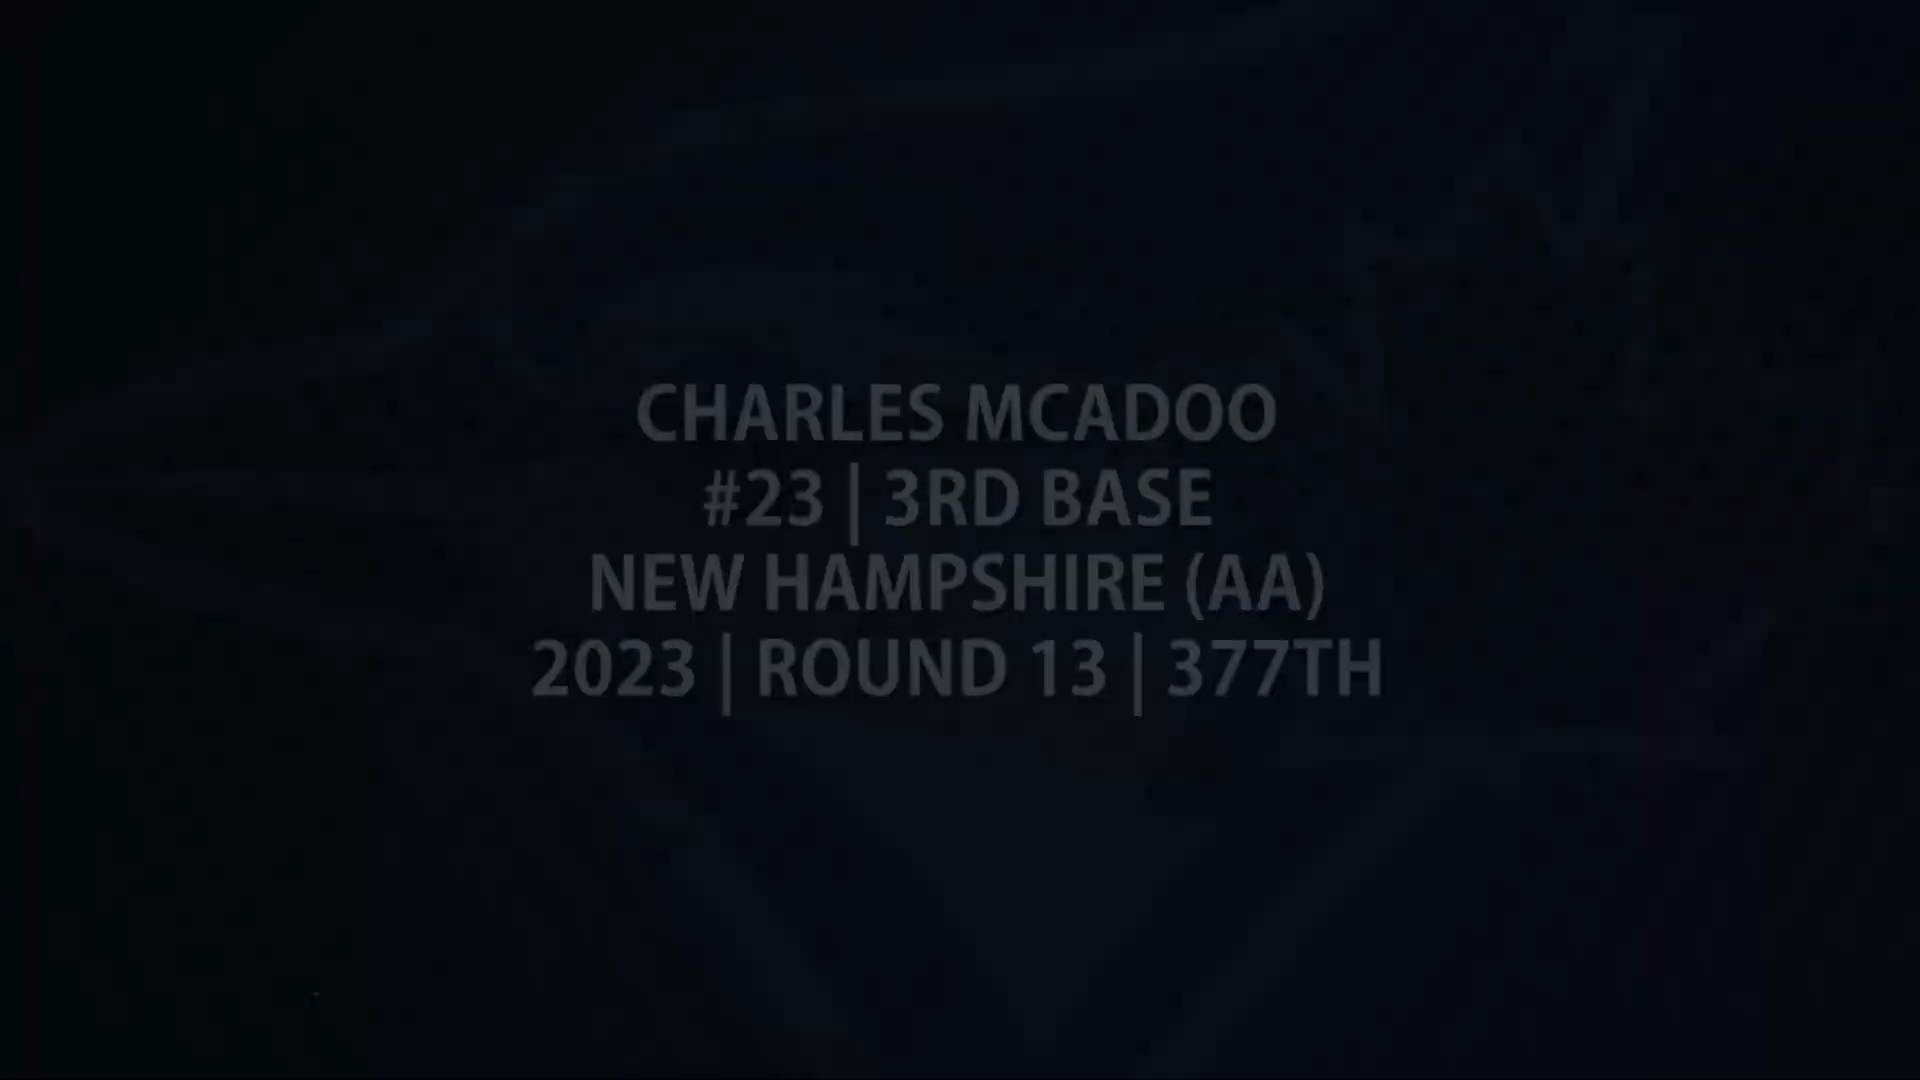 CHARLES MCADOO
#23 | 3RD BASE
NEW HAMPSHIRE (AA)
2023 | ROUND 13 | 377TH